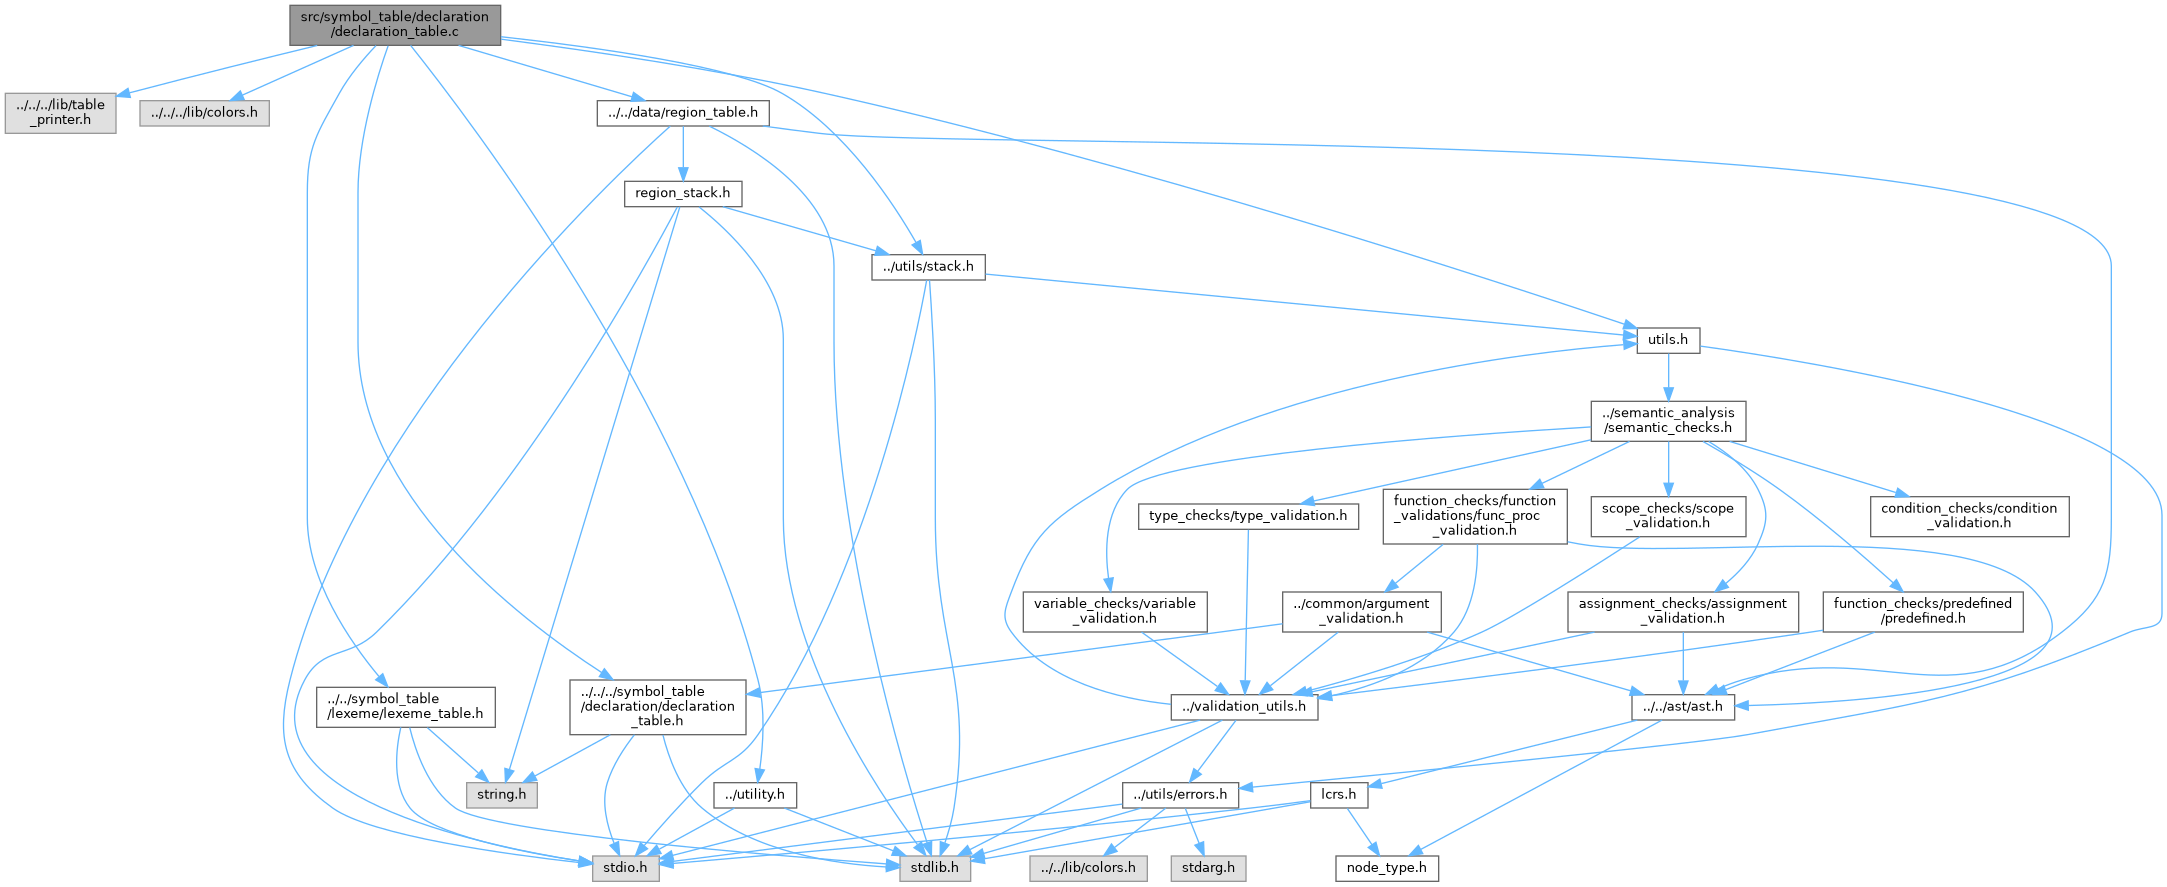 src/symbol_table/declaration
/declaration_table.c
../../../lib/table
_printer.h
../../../lib/colors.h
../../data/region_table.h
region_stack.h
../utils/stack.h
utils.h
../semantic_analysis
/semantic_checks.h
type_checks/type_validation.h
function_checks/function
_validations/func_proc
_validation.h
scope_checks/scope
_validation.h
condition_checks/condition
_validation.h
variable_checks/variable
_validation.h
../common/argument
_validation.h
assignment_checks/assignment
_validation.h
function_checks/predefined
/predefined.h
../../symbol_table
/lexeme/lexeme_table.h
../../../symbol_table
/declaration/declaration
_table.h
../validation_utils.h
../../ast/ast.h
string.h
../utility.h
../utils/errors.h
lcrs.h
stdio.h
stdlib.h
../../lib/colors.h
stdarg.h
node_type.h